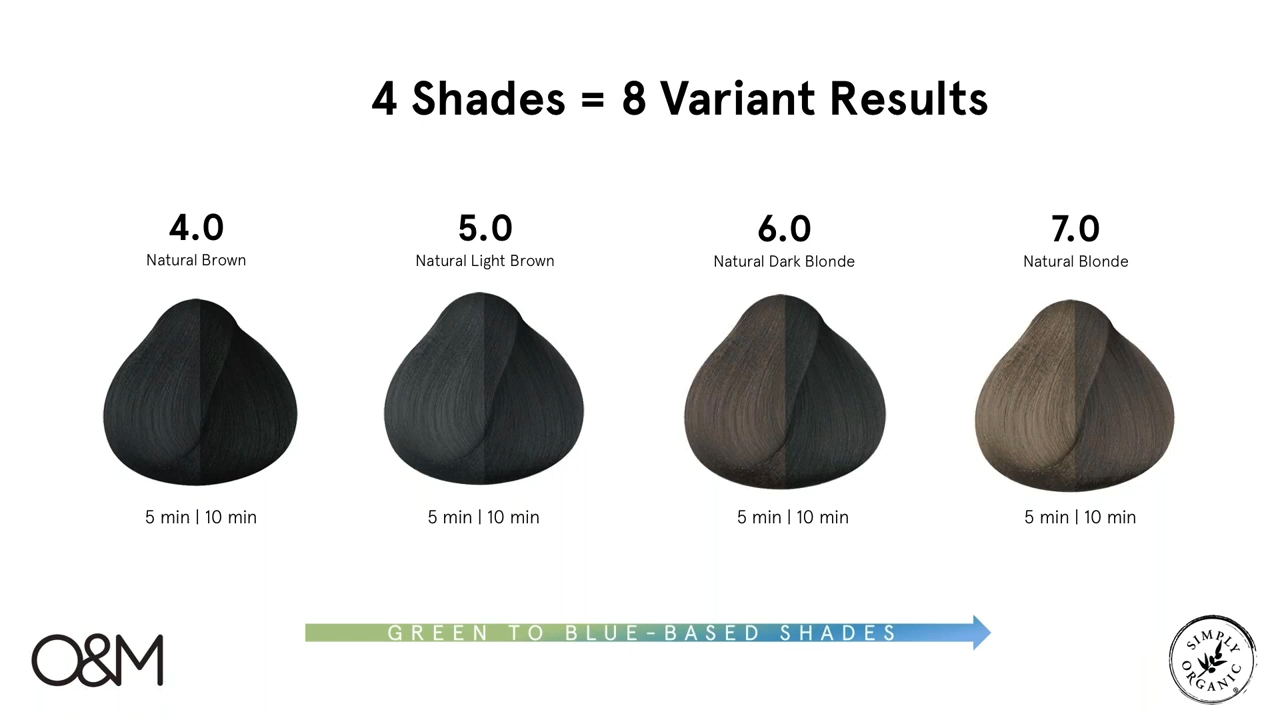 4 Shades = 8 Variant Results
4.0
Natural Brown
5.0
Natural Light Brown
6.0
Natural Dark Blonde
7.0
Natural Blonde
5 min | 10 min
5 min | 10 min
5 min | 10 min
5 min | 10 min
GREEN TO BLUE-BASED SHADES
O&M
SIMPLY
ORGANIC®